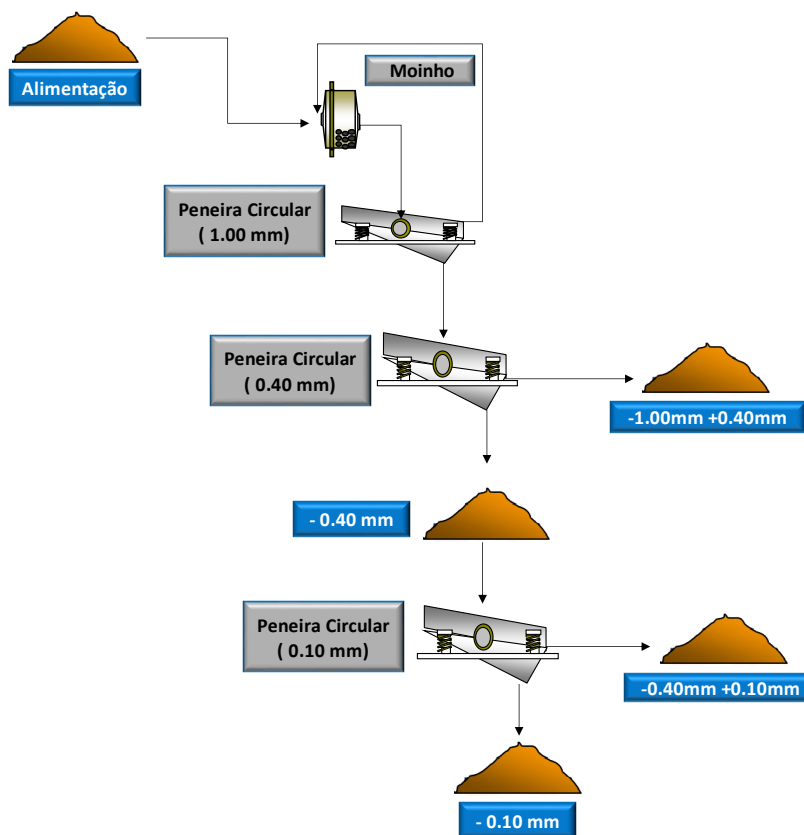 Alimentação
Moinho
Peneira Circular
( 1.00 mm)
Peneira Circular
( 0.40 mm)
-1.00mm +0.40mm
- 0.40 mm
Peneira Circular
( 0.10 mm)
-0.40mm +0.10mm
- 0.10 mm